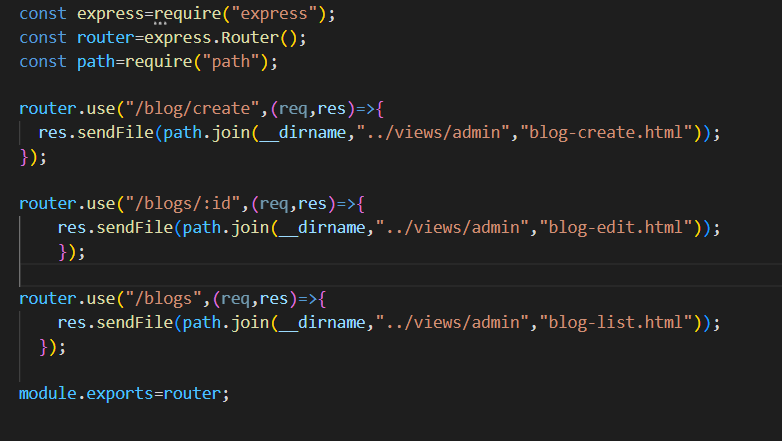 const express=require("express");
const router=express.Router();
const path=require("path");
router.use("/blog/create",(req,res)=>{
res.sendFile(path.join(__dirname,"../views/admin","blog-create.html"));
});
router.use("/blogs/:id",(req,res)=>{
res.sendFile(path.join(__dirname,"../views/admin","blog-edit.html"));
});
router.use("/blogs",(req,res)=>{
res.sendFile(path.join(__dirname,"../views/admin","blog-list.html"));
});
module.exports=router;